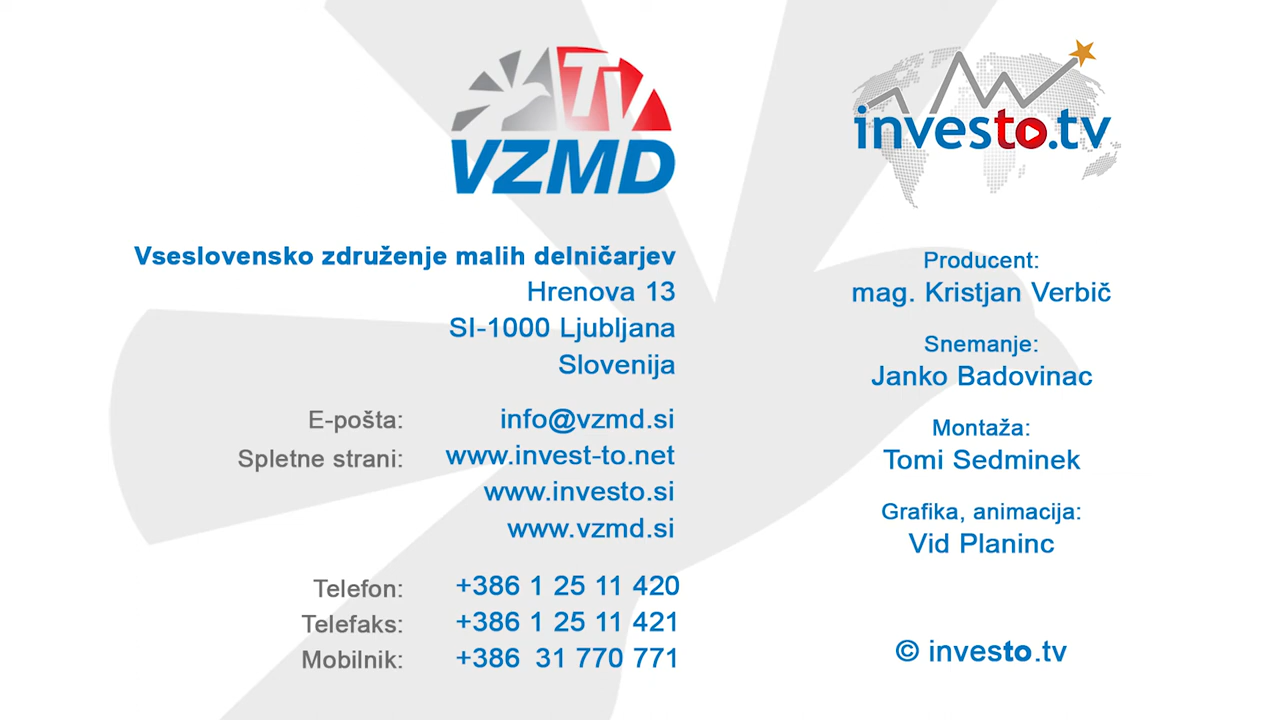 TV
VZMD
Vseslovensko združenje malih delničarjev
Hrenova 13
SI-1000 Ljubljana
Slovenija
E-pošta: info@vzmd.si
Spletne strani: www.invest-to.net
www.investo.si
www.vzmd.si
Telefon: +386 1 25 11 420
Telefaks: +386 1 25 11 421
Mobilnik: +386 31 770 771
investo.tv
Producent:
mag. Kristjan Verbič
Snemanje:
Janko Badovinac
Montaža:
Tomi Sedminek
Grafika, animacija:
Vid Planinc
© investo.tv